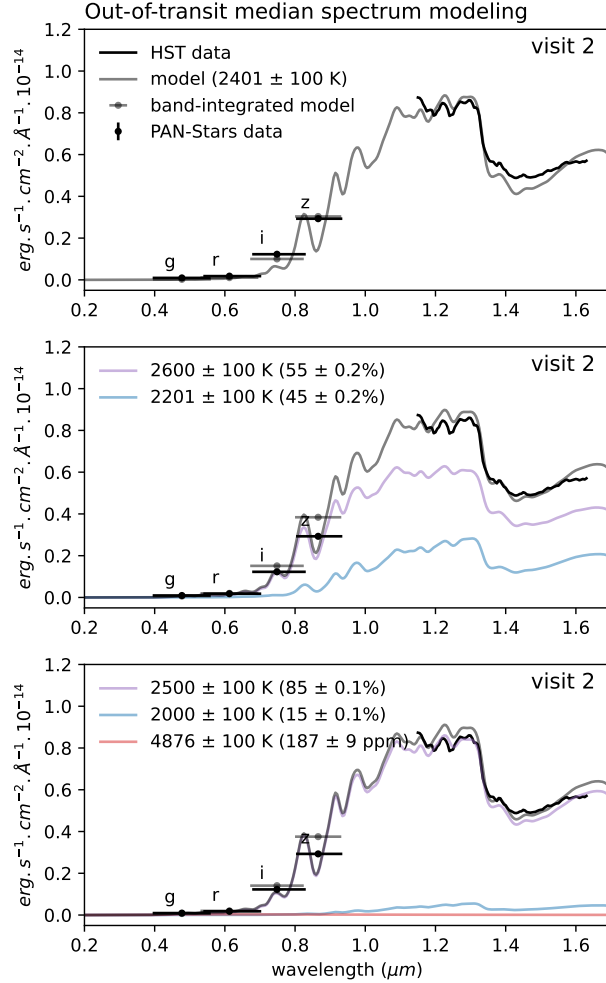 Out-of-transit median spectrum modeling
visit 2
HST data
model (2401 ± 100 K)
band-integrated model
PAN-Stars data
g
r
i
z
1.2
1.0
0.8
0.6
0.4
0.2
0.0
erg.s⁻¹.cm⁻².Å⁻¹.10⁻¹⁴
0.2 0.4 0.6 0.8 1.0 1.2 1.4 1.6
visit 2
2600 ± 100 K (55 ± 0.2%)
2201 ± 100 K (45 ± 0.2%)
g
r
i
z
1.2
1.0
0.8
0.6
0.4
0.2
0.0
erg.s⁻¹.cm⁻².Å⁻¹.10⁻¹⁴
0.2 0.4 0.6 0.8 1.0 1.2 1.4 1.6
visit 2
2500 ± 100 K (85 ± 0.1%)
2000 ± 100 K (15 ± 0.1%)
4876 ± 100 K (187 ± 9 ppm)
g
r
i
z
1.2
1.0
0.8
0.6
0.4
0.2
0.0
erg.s⁻¹.cm⁻².Å⁻¹.10⁻¹⁴
0.2 0.4 0.6 0.8 1.0 1.2 1.4 1.6
wavelength (μm)